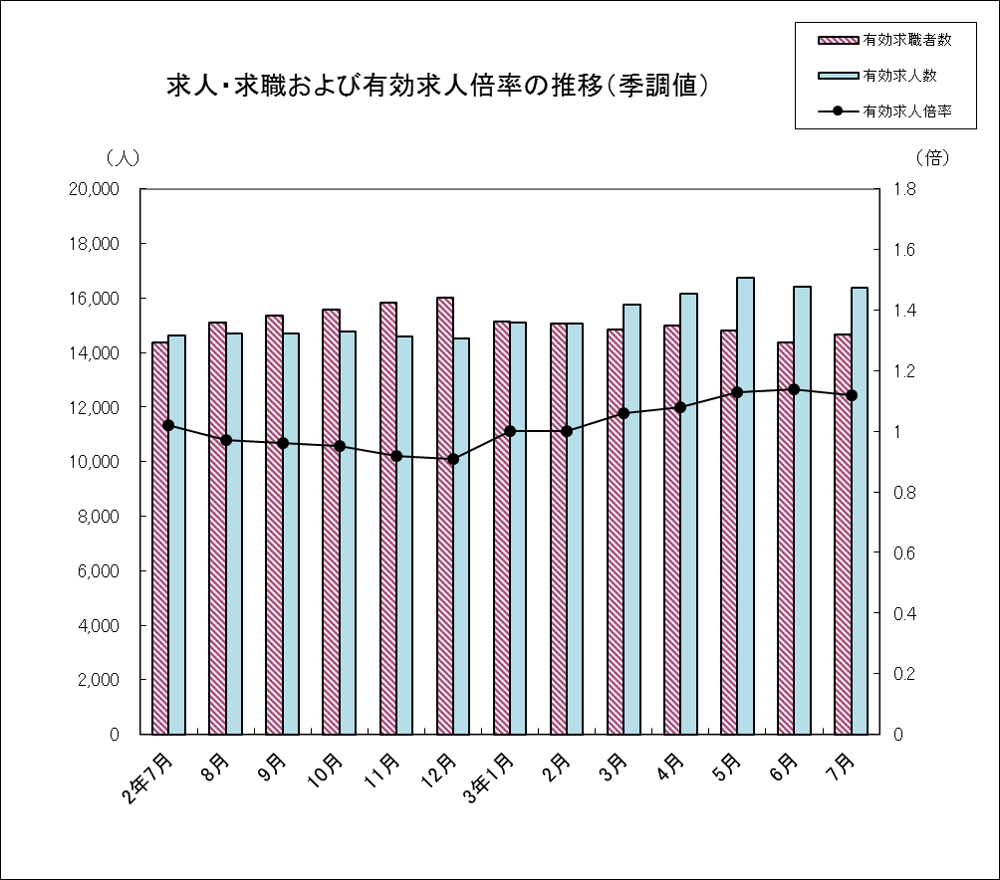 有効求職者数
有効求人数
有効求人倍率
求人・求職および有効求人倍率の推移（季調値）
（人）
（倍）
20,000
18,000
16,000
14,000
12,000
10,000
8,000
6,000
4,000
2,000
0
1.8
1.6
1.4
1.2
1
0.8
0.6
0.4
0.2
0
2年7月
8月
9月
10月
11月
12月
3年1月
2月
3月
4月
5月
6月
7月